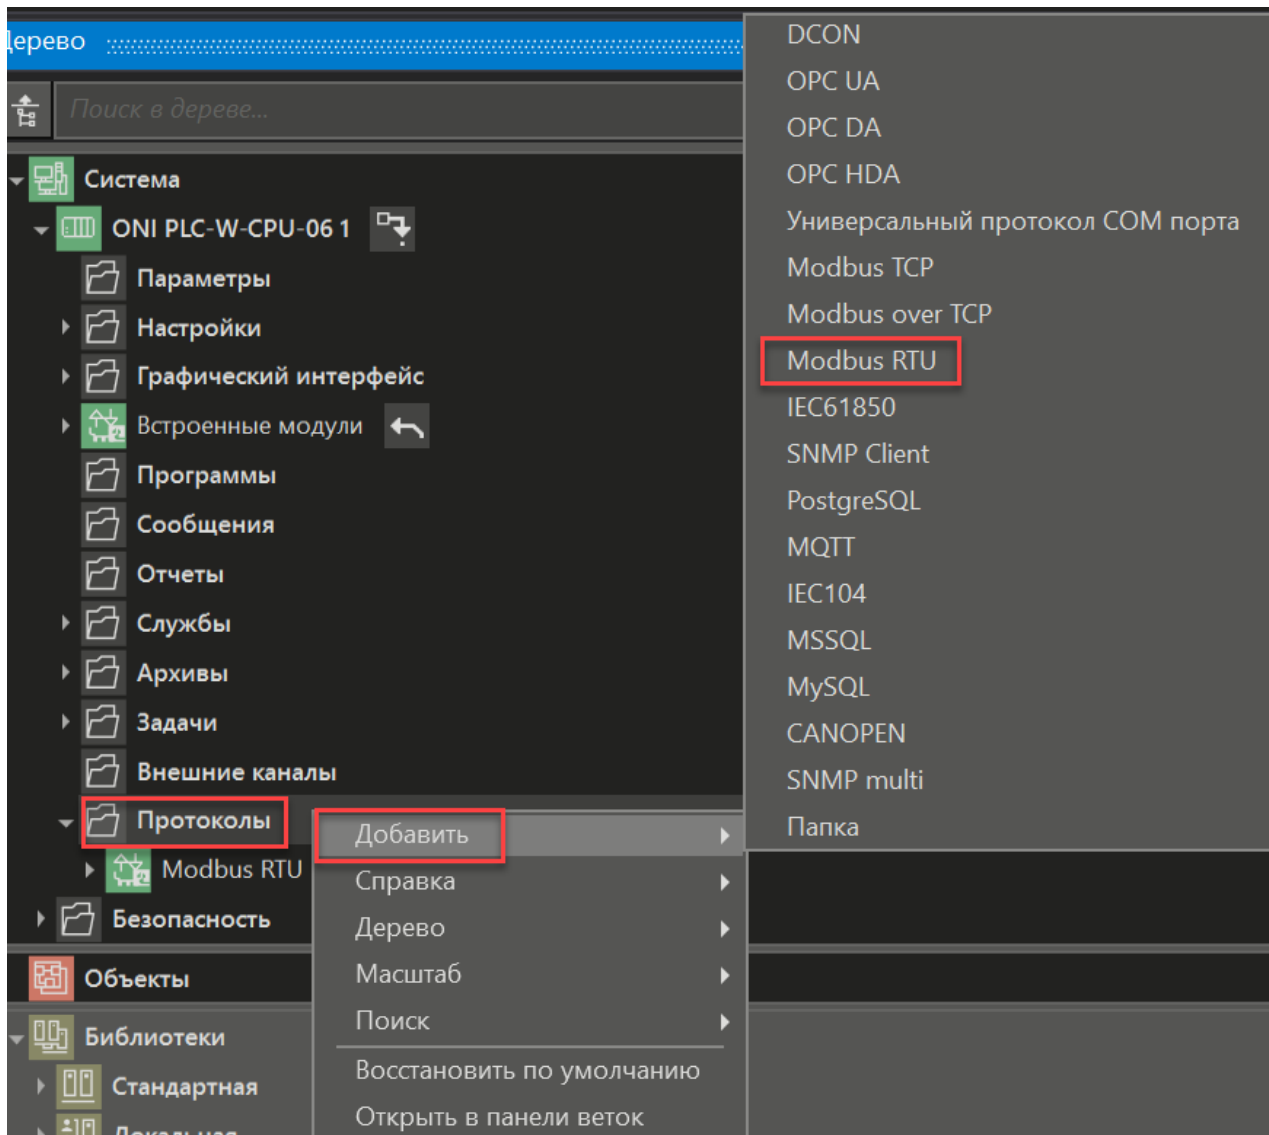 Дерево
Поиск в дереве...
Система
ONI PLC-W-CPU-06 1
Параметры
Настройки
Графический интерфейс
Встроенные модули
Программы
Сообщения
Отчеты
Службы
Архивы
Задачи
Внешние каналы
Протоколы
Modbus RTU
Безопасность
Объекты
Библиотеки
Стандартная
Локальная
Добавить
Справка
Дерево
Масштаб
Поиск
Восстановить по умолчанию
Открыть в панели веток
DCON
OPC UA
OPC DA
OPC HDA
Универсальный протокол COM порта
Modbus TCP
Modbus over TCP
Modbus RTU
IEC61850
SNMP Client
PostgreSQL
MQTT
IEC104
MSSQL
MySQL
CANOPEN
SNMP multi
Папка